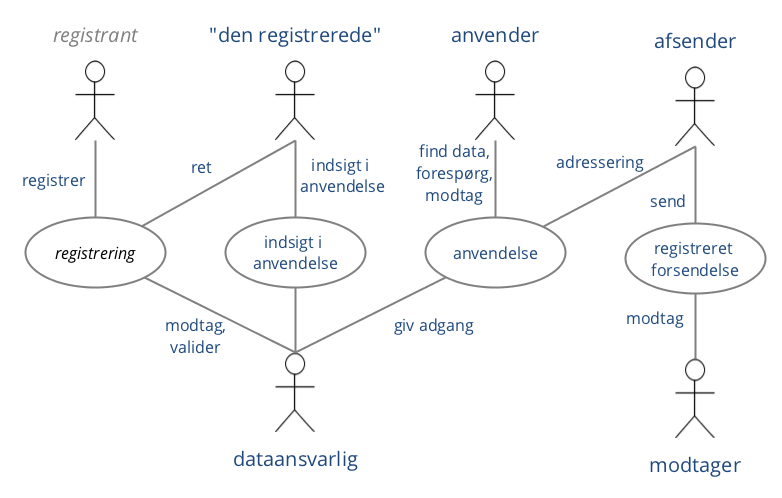 registrant
"den registrerede"
anvender
afsender
registrer
ret
indsigt i
anvendelse
find data,
forespørg,
modtag
adressering
send
registrering
indsigt i
anvendelse
anvendelse
registreret
forsendelse
modtag,
valider
giv adgang
modtag
dataansvarlig
modtager